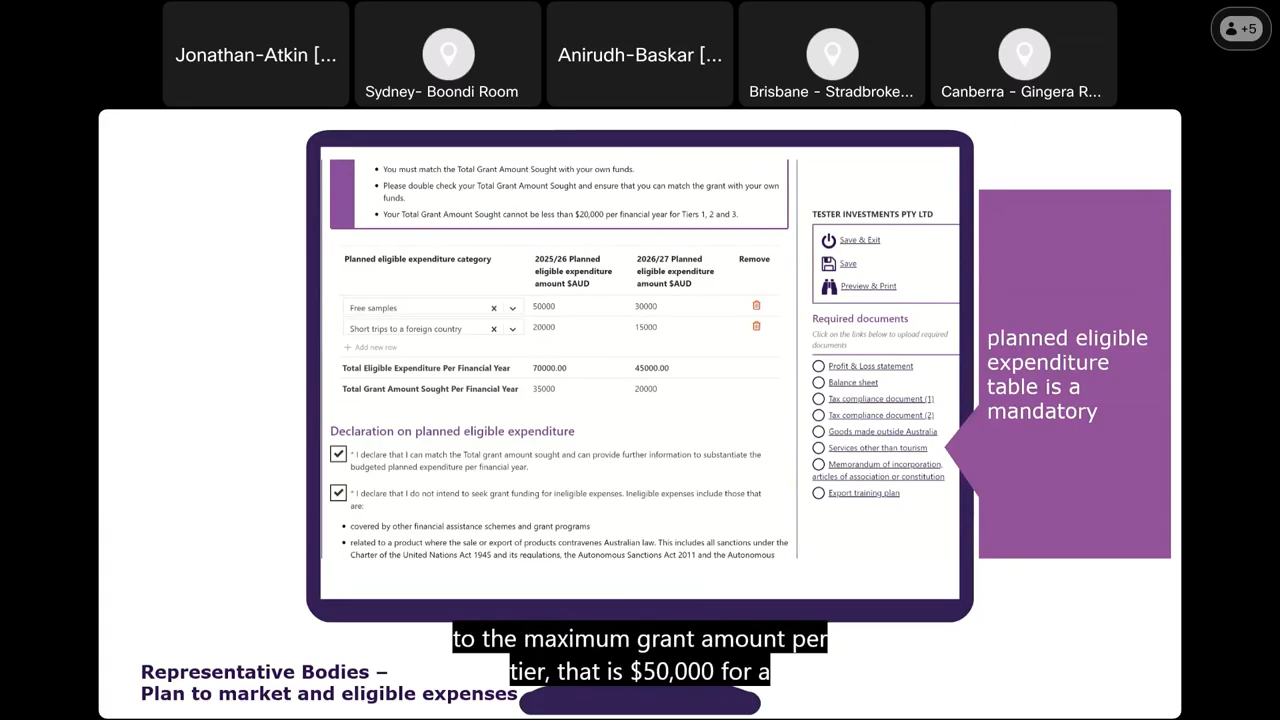 Jonathan-Atkin [...
Sydney- Boondi Room
Anirudh-Baskar [...
Brisbane - Stradbroke...
Canberra - Gingera R...
+5
• You must match the Total Grant Amount Sought with your own funds.
• Please double check your Total Grant Amount Sought and ensure that you can match the grant with your own
funds.
• Your Total Grant Amount Sought cannot be less than $20,000 per financial year for Tiers 1, 2 and 3.
Planned eligible expenditure category
2025/26 Planned
eligible expenditure
amount $AUD
2026/27 Planned
eligible expenditure
amount $AUD
Remove
Free samples 50000 30000
Short trips to a foreign country 20000 15000
+ Add new row
Total Eligible Expenditure Per Financial Year 70000.00 45000.00
Total Grant Amount Sought Per Financial Year 35000 20000
Declaration on planned eligible expenditure
* I declare that I can match the Total grant amount sought and can provide further information to substantiate the
budgeted planned expenditure per financial year.
* I declare that I do not intend to seek grant funding for ineligible expenses. Ineligible expenses include those that
are:
• covered by other financial assistance schemes and grant programs
• related to a product where the sale or export of products contravenes Australian law. This includes all sanctions under the
Charter of the United Nations Act 1945 and its regulations, the Autonomous Sanctions Act 2011 and the Autonomous
TESTER INVESTMENTS PTY LTD
Save & Exit
Save
Preview & Print
Required documents
Click on the links below to upload required
documents
Profit & Loss statement
Balance sheet
Tax compliance document (1)
Tax compliance document (2)
Goods made outside Australia
Services other than tourism
Memorandum of incorporation,
articles of association or constitution
Export training plan
planned eligible
expenditure
table is a
mandatory
to the maximum grant amount per
tier, that is $50,000 for a
Representative Bodies –
Plan to market and eligible expenses